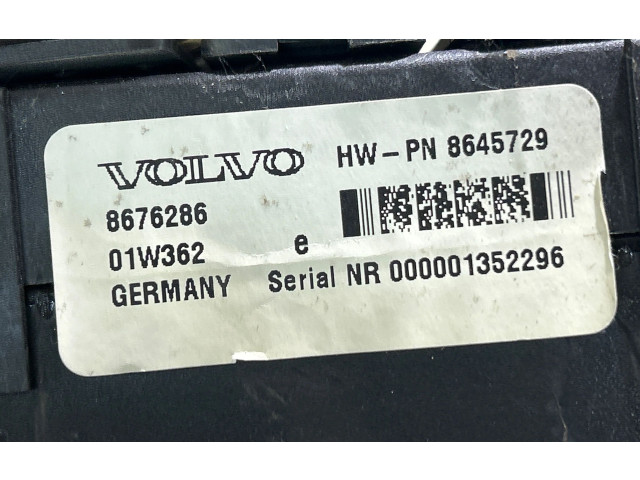 VOLVO HW-PN 8645729
8676286
01W362 e
GERMANY Serial NR 000001352296